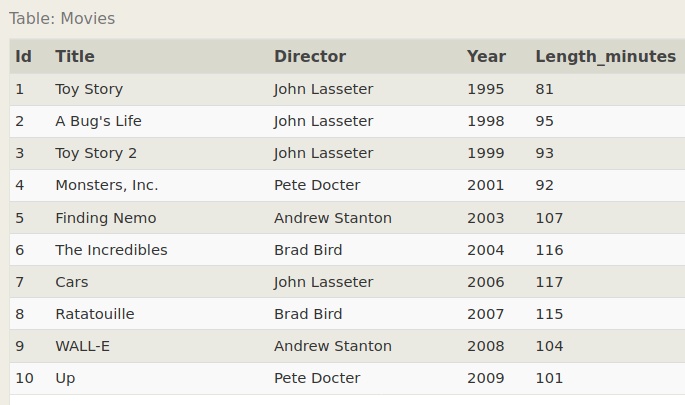 Table: Movies
Id Title Director Year Length_minutes
1 Toy Story John Lasseter 1995 81
2 A Bug's Life John Lasseter 1998 95
3 Toy Story 2 John Lasseter 1999 93
4 Monsters, Inc. Pete Docter 2001 92
5 Finding Nemo Andrew Stanton 2003 107
6 The Incredibles Brad Bird 2004 116
7 Cars John Lasseter 2006 117
8 Ratatouille Brad Bird 2007 115
9 WALL-E Andrew Stanton 2008 104
10 Up Pete Docter 2009 101